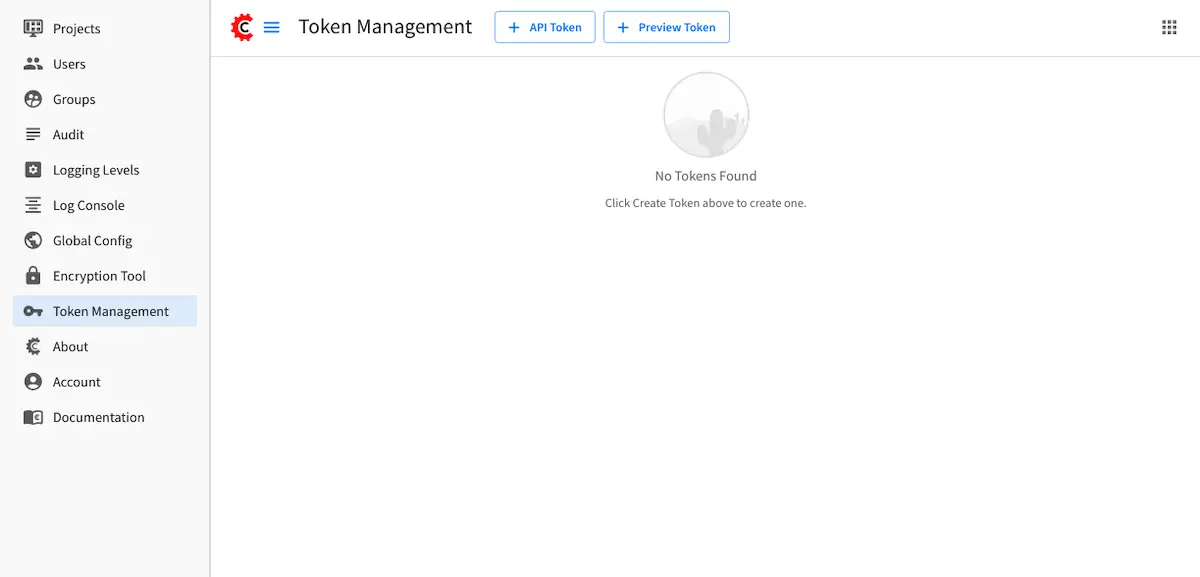 Projects
Users
Groups
Audit
Logging Levels
Log Console
Global Config
Encryption Tool
Token Management
About
Account
Documentation
C Token Management + API Token + Preview Token
No Tokens Found
Click Create Token above to create one.